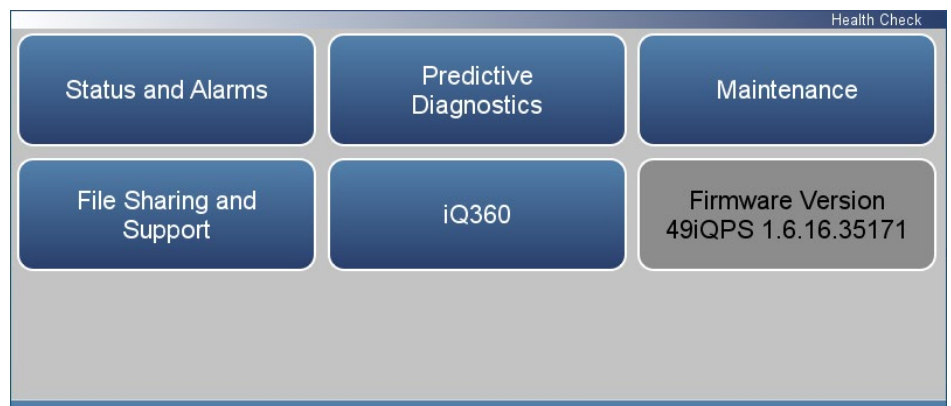 Health Check
Status and Alarms
Predictive
Diagnostics
Maintenance
File Sharing and
Support
iQ360
Firmware Version
49iQPS 1.6.16.35171